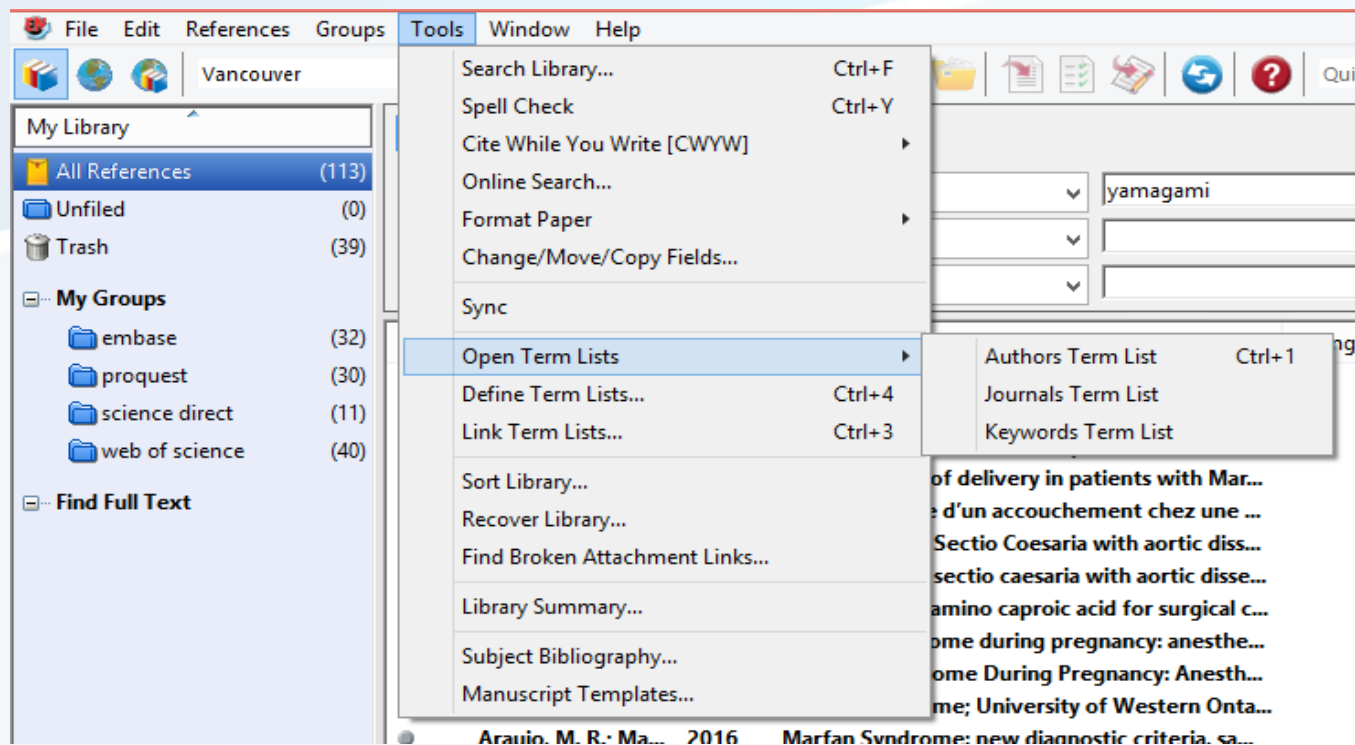 File Edit References Groups Tools Window Help
Vancouver
Qui
My Library
All References (113)
Unfiled (0)
Trash (39)
My Groups
embase (32)
proquest (30)
science direct (11)
web of science (40)
Find Full Text
Search Library... Ctrl+F
Spell Check Ctrl+Y
Cite While You Write [CWYW]
Online Search...
Format Paper
Change/Move/Copy Fields...
Sync
Open Term Lists
Define Term Lists... Ctrl+4
Link Term Lists... Ctrl+3
Sort Library...
Recover Library...
Find Broken Attachment Links...
Library Summary...
Subject Bibliography...
Manuscript Templates...
Authors Term List Ctrl+1
Journals Term List
Keywords Term List
yamagami
ng
of delivery in patients with Mar...
d’un accouchement chez une ...
Sectio Coesaria with aortic diss...
sectio caesaria with aortic disse...
amino caproic acid for surgical c...
ome during pregnancy: anesthe...
ome During Pregnancy: Anesth...
me; University of Western Onta...
Araujo, M. R.; Ma... 2016 Marfan Syndrome: new diagnostic criteria, sa...